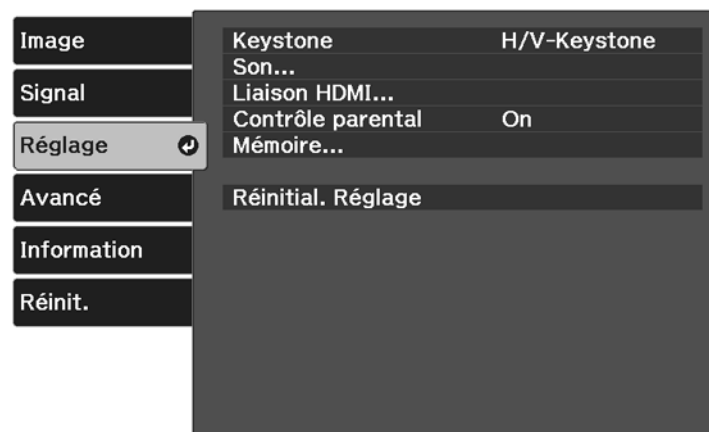 Image
Signal
Réglage
Avancé
Information
Réinit.
Keystone H/V-Keystone
Son...
Liaison HDMI...
Contrôle parental On
Mémoire...
Réinitial. Réglage